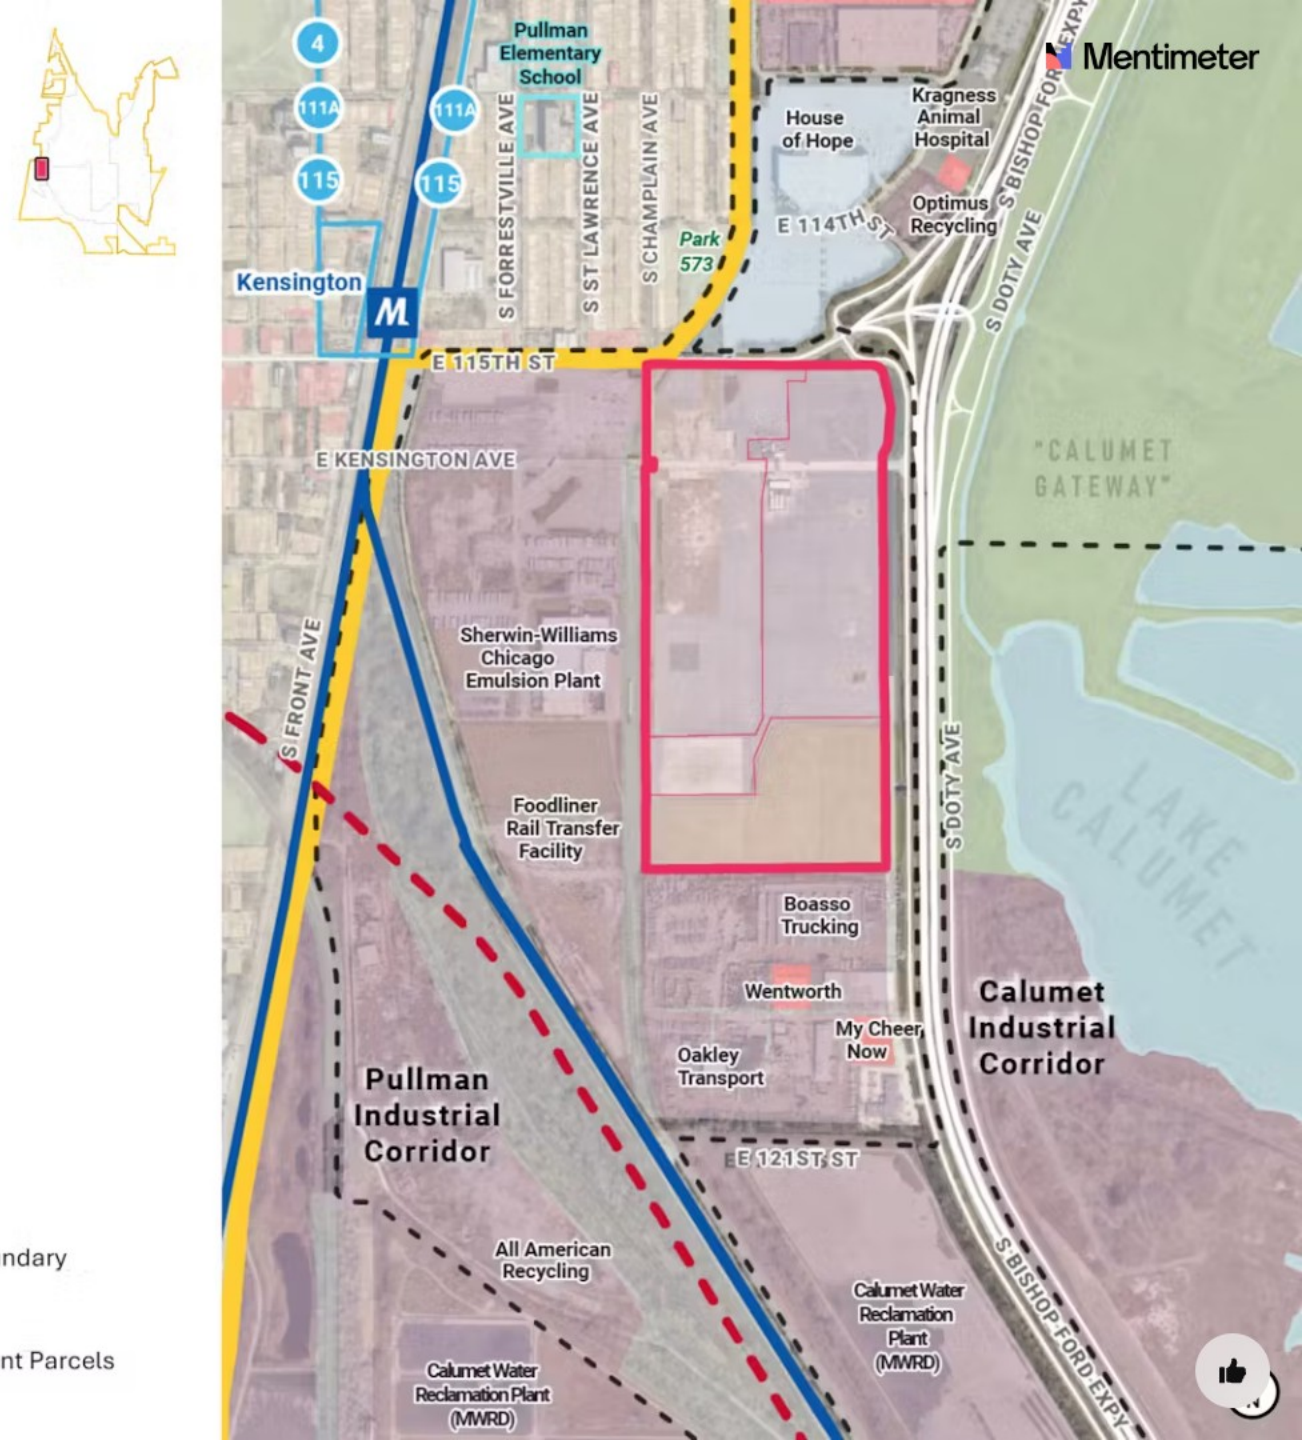 Mentimeter
4
Pullman
Elementary
School
111A
111A
115
115
S FORRESTVILLE AVE
S ST LAWRENCE AVE
S CHAMPLAIN AVE
House
of Hope
Kragness
Animal
Hospital
S BISHOP FORD EXPY
E 114TH ST
Optimus
Recycling
S DOTY AVE
Park
573
Kensington
M
E 115TH ST
E KENSINGTON AVE
"CALUMET
GATEWAY"
Sherwin-Williams
Chicago
Emulsion Plant
S FRONT AVE
Foodliner
Rail Transfer
Facility
S DOTY AVE
LAKE
CALUMET
Boasso
Trucking
Wentworth
My Cheer
Now
Oakley
Transport
Calumet
Industrial
Corridor
Pullman
Industrial
Corridor
E 121ST ST
All American
Recycling
ndary
Calumet Water
Reclamation
Plant
(MWRD)
S BISHOP FORD EXPY
nt Parcels
Calumet Water
Reclamation Plant
(MWRD)